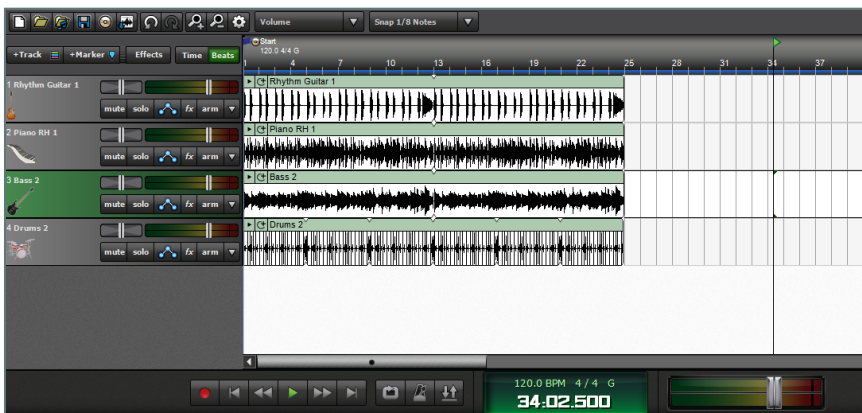 Volume
Snap 1/8 Notes
+Track
+Marker
Effects
Time
Beats
Start
120.0 4/4 G
1 4 7 10 13 16 19 22 25 28 31 34 37
1 Rhythm Guitar 1
mute solo fx arm
Rhythm Guitar 1
2 Piano RH 1
mute solo fx arm
Piano RH 1
3 Bass 2
mute solo fx arm
Bass 2
4 Drums 2
mute solo fx arm
Drums 2
120.0 BPM 4 / 4 G
34:02.500